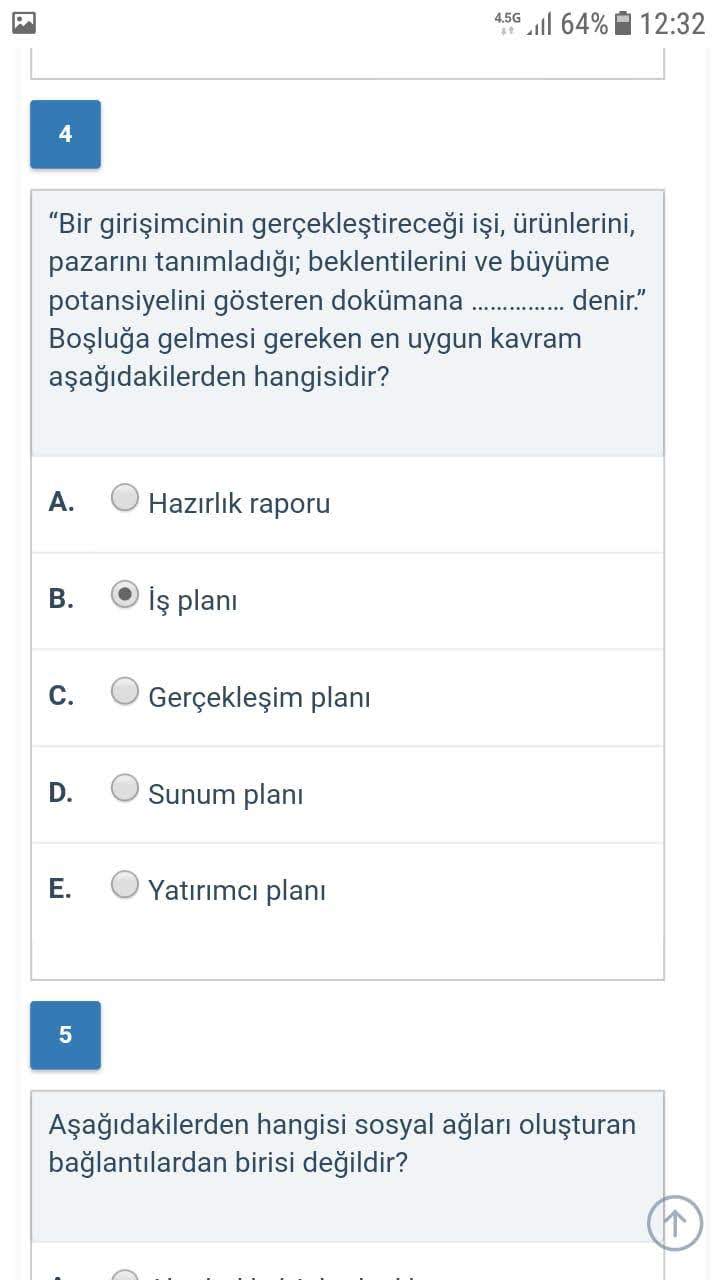 4.5G 64% 12:32
4
“Bir girişimcinin gerçekleştireceği işi, ürünlerini,
pazarını tanımladığı; beklentilerini ve büyüme
potansiyelini gösteren dokümana ............... denir.”
Boşluğa gelmesi gereken en uygun kavram
aşağıdakilerden hangisidir?
A. Hazırlık raporu
B. İş planı
C. Gerçekleşim planı
D. Sunum planı
E. Yatırımcı planı
5
Aşağıdakilerden hangisi sosyal ağları oluşturan
bağlantılardan birisi değildir?